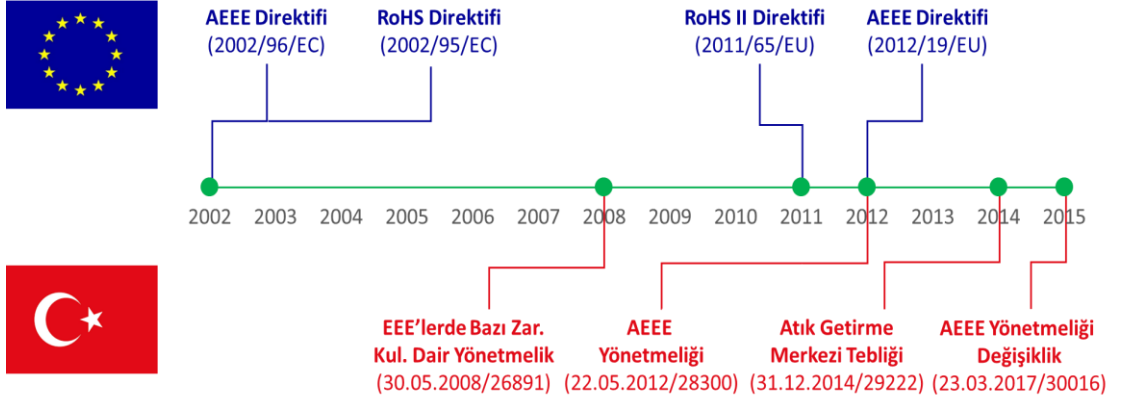 AEEE Direktifi
(2002/96/EC)
RoHS Direktifi
(2002/95/EC)
RoHS II Direktifi
(2011/65/EU)
AEEE Direktifi
(2012/19/EU)
2002 2003 2004 2005 2006 2007 2008 2009 2010 2011 2012 2013 2014 2015
EEE'lerde Bazı Zar.
Kul. Dair Yönetmelik
(30.05.2008/26891)
AEEE
Yönetmeliği
(22.05.2012/28300)
Atık Getirme
Merkezi Tebliği
(31.12.2014/29222)
AEEE Yönetmeliği
Değişiklik
(23.03.2017/30016)